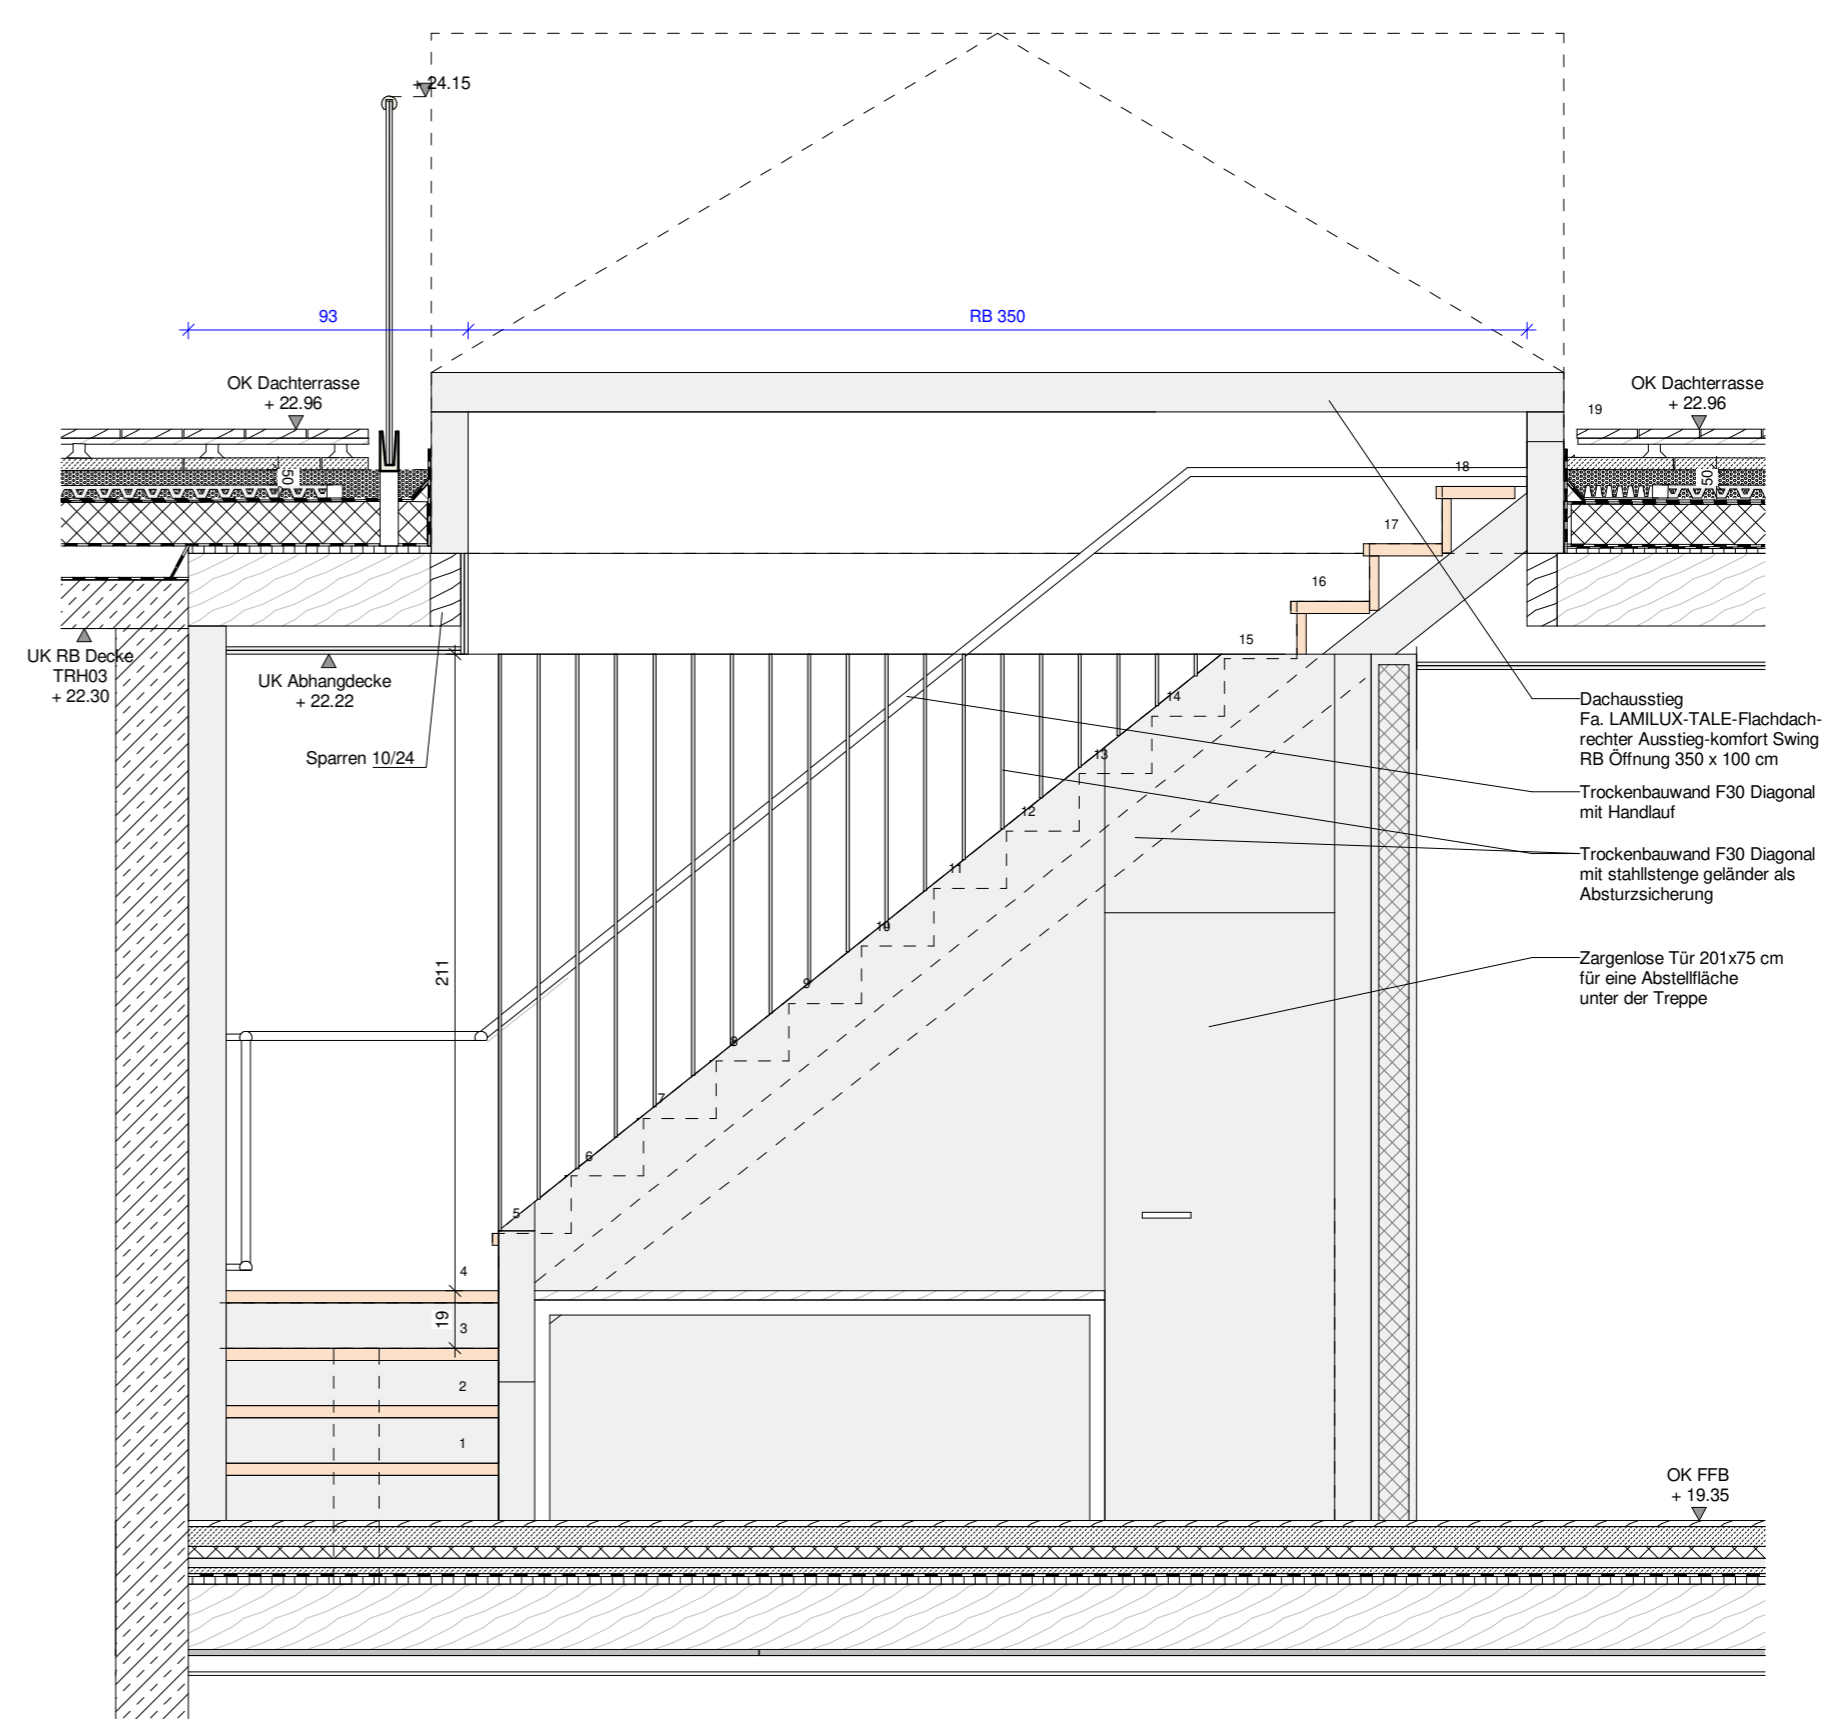 + 24.15
93
RB 350
OK Dachterrasse
+ 22.96
OK Dachterrasse
+ 22.96
19
18
50
50
17
16
15
UK RB Decke
TRH03
+ 22.30
UK Abhangdecke
+ 22.22
Sparren 10/24
Dachausstieg
Fa. LAMILUX-TALE-Flachdach-
rechter Ausstieg-komfort Swing
RB Öffnung 350 x 100 cm
Trockenbauwand F30 Diagonal
mit Handlauf
Trockenbauwand F30 Diagonal
mit stahllstenge geländer als
Absturzsicherung
Zargenlose Tür 201x75 cm
für eine Abstellfläche
unter der Treppe
14
13
12
11
10
9
8
7
6
5
211
4
19
3
2
1
OK FFB
+ 19.35